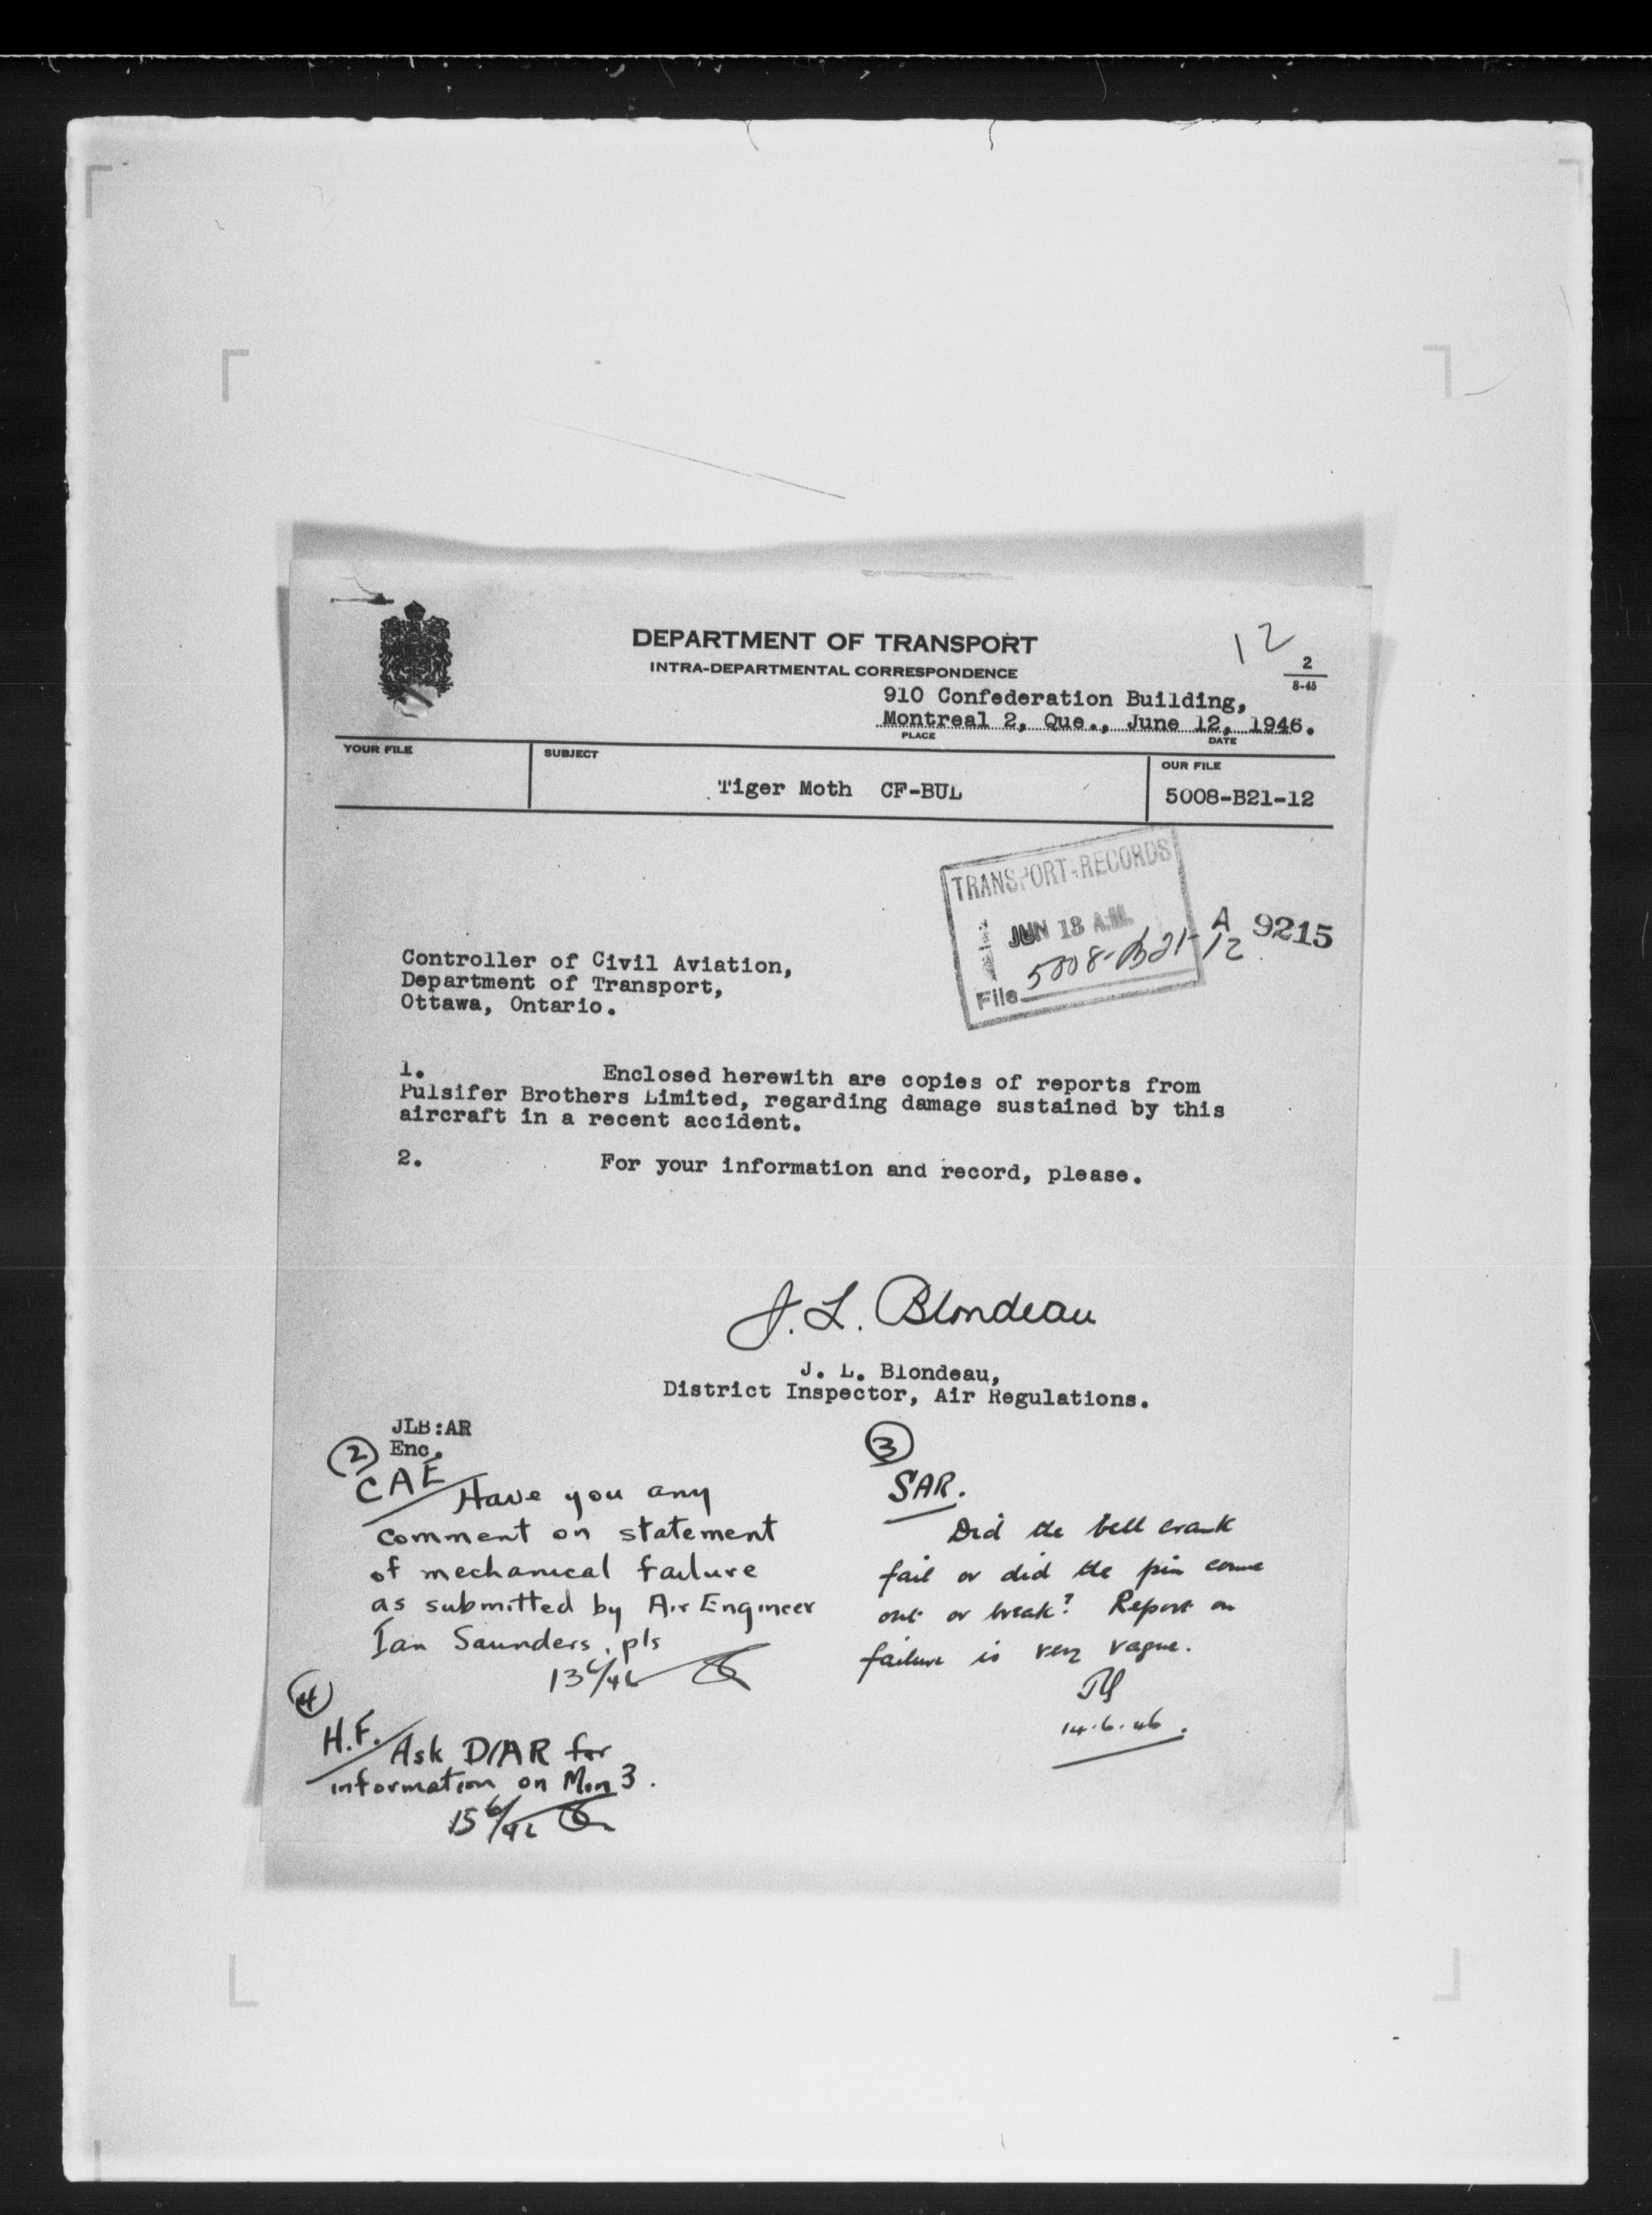 DEPARTMENT OF TRANSPORT
INTRA-DEPARTMENTAL CORRESPONDENCE
12
2
8-45
910 Confederation Building,
Montreal 2, Que., June 12, 1946.
PLACE
DATE
YOUR FILE
SUBJECT
Tiger Moth CF-BUL
OUR FILE
5008-B21-12
TRANSPORT-RECORDS
JUN 13 A.M.
5008-B21-12
File
A 9215
Controller of Civil Aviation,
Department of Transport,
Ottawa, Ontario.
1. Enclosed herewith are copies of reports from
Pulsifer Brothers Limited, regarding damage sustained by this
aircraft in a recent accident.
2. For your information and record, please.
J. L. Blondeau
J. L. Blondeau,
District Inspector, Air Regulations.
JLB:AR
Enc.
2
CAE
Have you any
comment on statement
of mechanical failure
as submitted by Air Engineer
Ian Saunders, pls
13 6/46
3
SAR.
Did the bell crank
fail or did the pin come
out or break? Report on
failure is very vague.
14.6.46.
4
H.F. Ask D/AR for
information on Min 3.
15 6/46